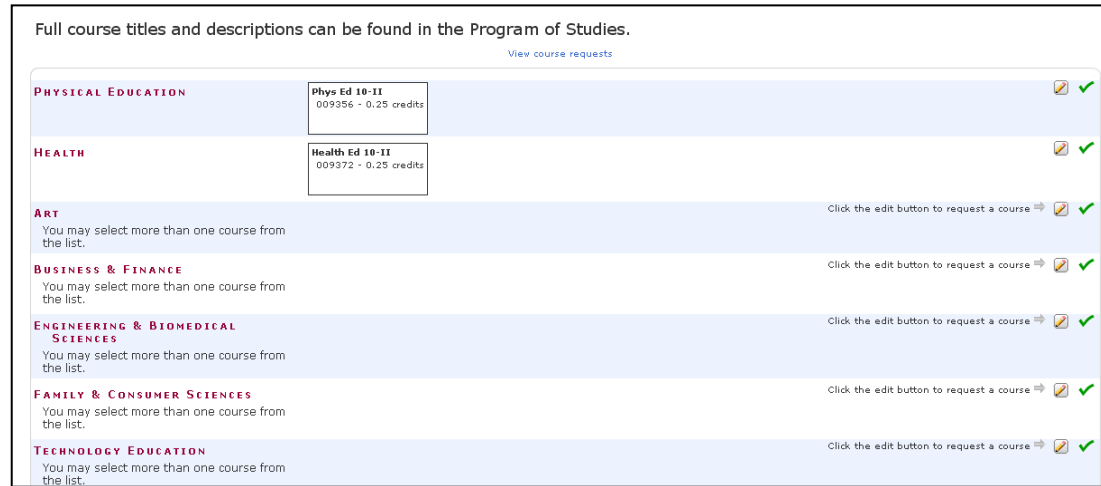 Full course titles and descriptions can be found in the Program of Studies.
View course requests
PHYSICAL EDUCATION
Phys Ed 10-II
009356 - 0.25 credits
HEALTH
Health Ed 10-II
009372 - 0.25 credits
ART
Click the edit button to request a course
You may select more than one course from
the list.
BUSINESS & FINANCE
Click the edit button to request a course
You may select more than one course from
the list.
ENGINEERING & BIOMEDICAL
SCIENCES
Click the edit button to request a course
You may select more than one course from
the list.
FAMILY & CONSUMER SCIENCES
Click the edit button to request a course
You may select more than one course from
the list.
TECHNOLOGY EDUCATION
Click the edit button to request a course
You may select more than one course from
the list.